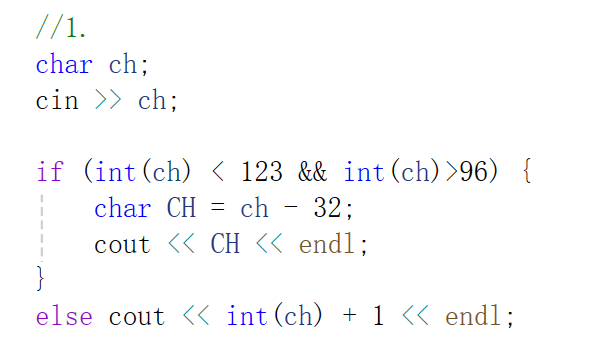 //1.
char ch;
cin >> ch;
if (int(ch) < 123 && int(ch)>96) {
char CH = ch - 32;
cout << CH << endl;
}
else cout << int(ch) + 1 << endl;